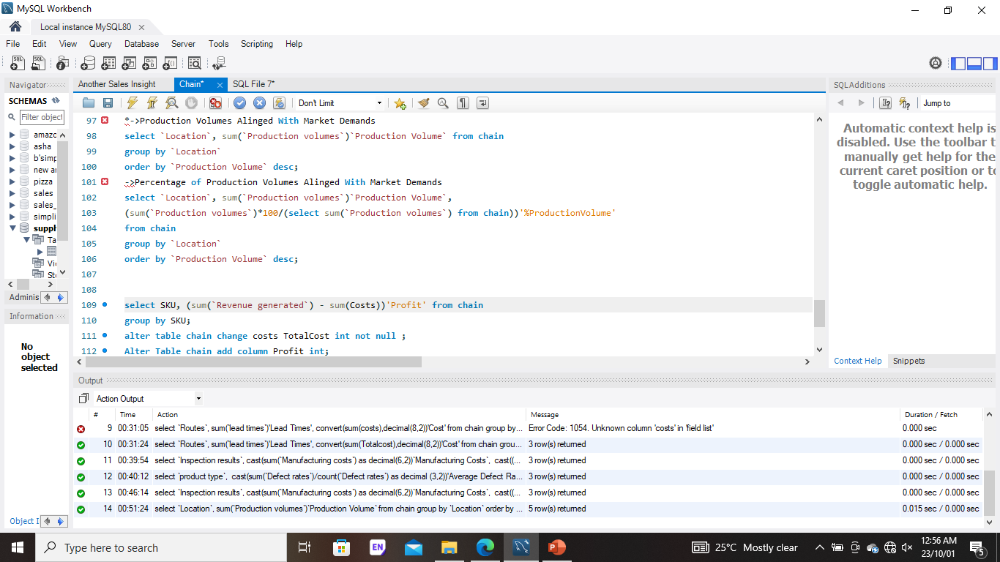 MySQL Workbench
Local instance MySQL80
File Edit View Query Database Server Tools Scripting Help
Navigator
SCHEMAS
Filter object
amazo
asha
b'simp
new ar
pizza
sales
sales_
simpli
suppl
Ta
Vi
St
Adminis
Information
No
object
selected
Object I
Another Sales Insight Chain* SQL File 7*
Don't Limit
97 *->Production Volumes Alinged With Market Demands
98 select `Location`, sum(`Production volumes`)`Production Volume` from chain
99 group by `Location`
100 order by `Production Volume` desc;
101 ->Percentage of Production Volumes Alinged With Market Demands
102 select `Location`, sum(`Production volumes`)`Production Volume`,
103 (sum(`Production volumes`)*100/(select sum(`Production volumes`) from chain))'%ProductionVolume'
104 from chain
105 group by `Location`
106 order by `Production Volume` desc;
107
108
109 select SKU, (sum(`Revenue generated`) - sum(Costs))'Profit' from chain
110 group by SKU;
111 alter table chain change costs TotalCost int not null ;
112 Alter Table chain add column Profit int;
SQLAdditions
Jump to
Automatic context help is
disabled. Use the toolbar t
manually get help for the
current caret position or to
toggle automatic help.
Context Help Snippets
Output
Action Output
# Time Action Message Duration / Fetch
9 00:31:05 select `Routes`, sum(`lead times`)'Lead Times', convert(sum(costs),decimal(8,2))'Cost' from chain group by... Error Code: 1054. Unknown column 'costs' in 'field list' 0.000 sec
10 00:31:24 select `Routes`, sum(`lead times`)'Lead Times', convert(sum(Totalcost),decimal(8,2))'Cost' from chain grou... 3 row(s) returned 0.000 sec / 0.000 sec
11 00:39:54 select `Inspection results`, cast(sum(`Manufacturing costs`) as decimal(6,2))`Manufacturing Costs`, cast((... 3 row(s) returned 0.000 sec / 0.000 sec
12 00:40:12 select `product type`, cast(sum(`Defect rates`)/count(`Defect rates`) as decimal (3,2))'Average Defect Ra... 3 row(s) returned 0.000 sec / 0.000 sec
13 00:46:14 select `Inspection results`, cast(sum(`Manufacturing costs`) as decimal(6,2))`Manufacturing Costs`, cast((... 3 row(s) returned 0.000 sec / 0.000 sec
14 00:51:24 select `Location`, sum(`Production volumes`)`Production Volume` from chain group by `Location` order by ... 5 row(s) returned 0.015 sec / 0.000 sec
Type here to search
EN
25°C Mostly clear
12:56 AM
23/10/01
5